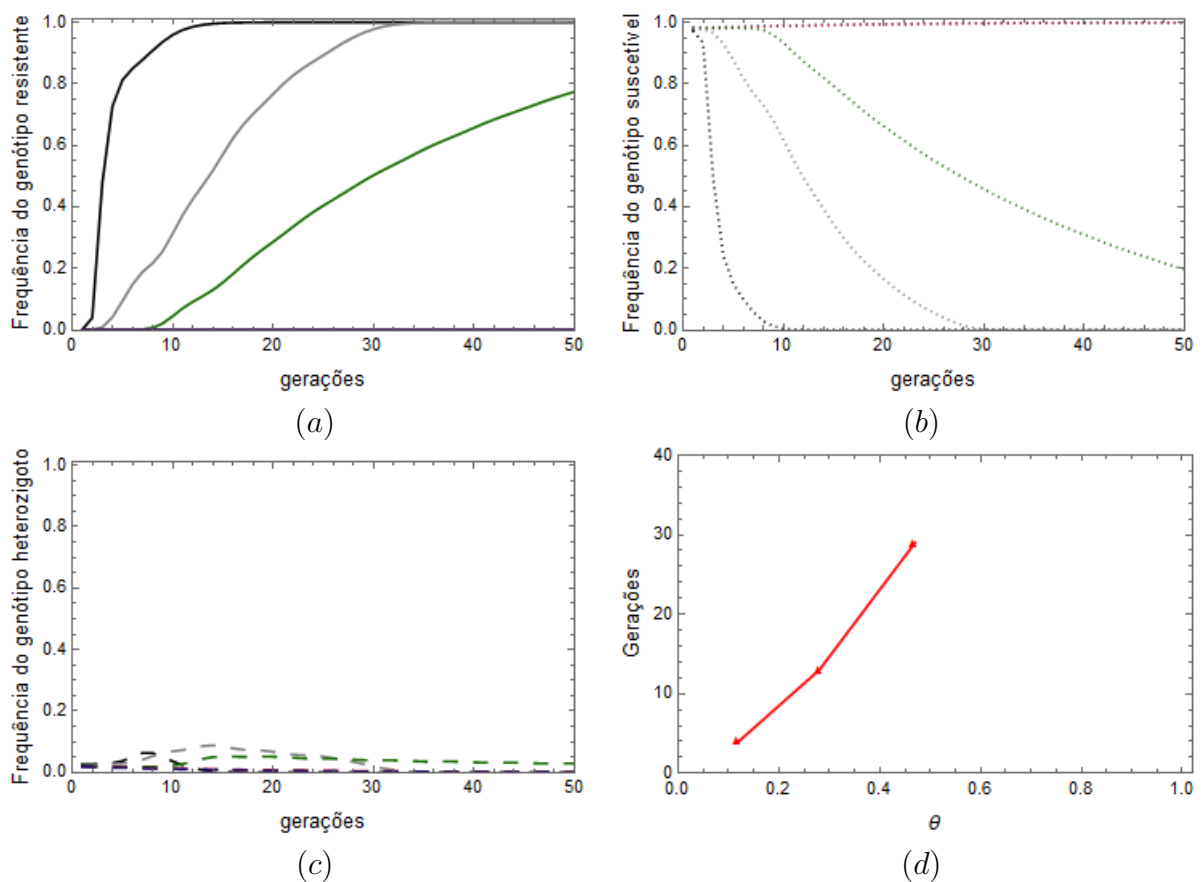 Frequência do genótipo resistente
1.0
0.8
0.6
0.4
0.2
0.0
0 10 20 30 40 50
gerações
(a)
Frequência do genótipo suscetível
1.0
0.8
0.6
0.4
0.2
0.0
0 10 20 30 40 50
gerações
(b)
Frequência do genótipo heterozigoto
1.0
0.8
0.6
0.4
0.2
0.0
0 10 20 30 40 50
gerações
(c)
Gerações
40
30
20
10
0
0.0 0.2 0.4 0.6 0.8 1.0
θ
(d)